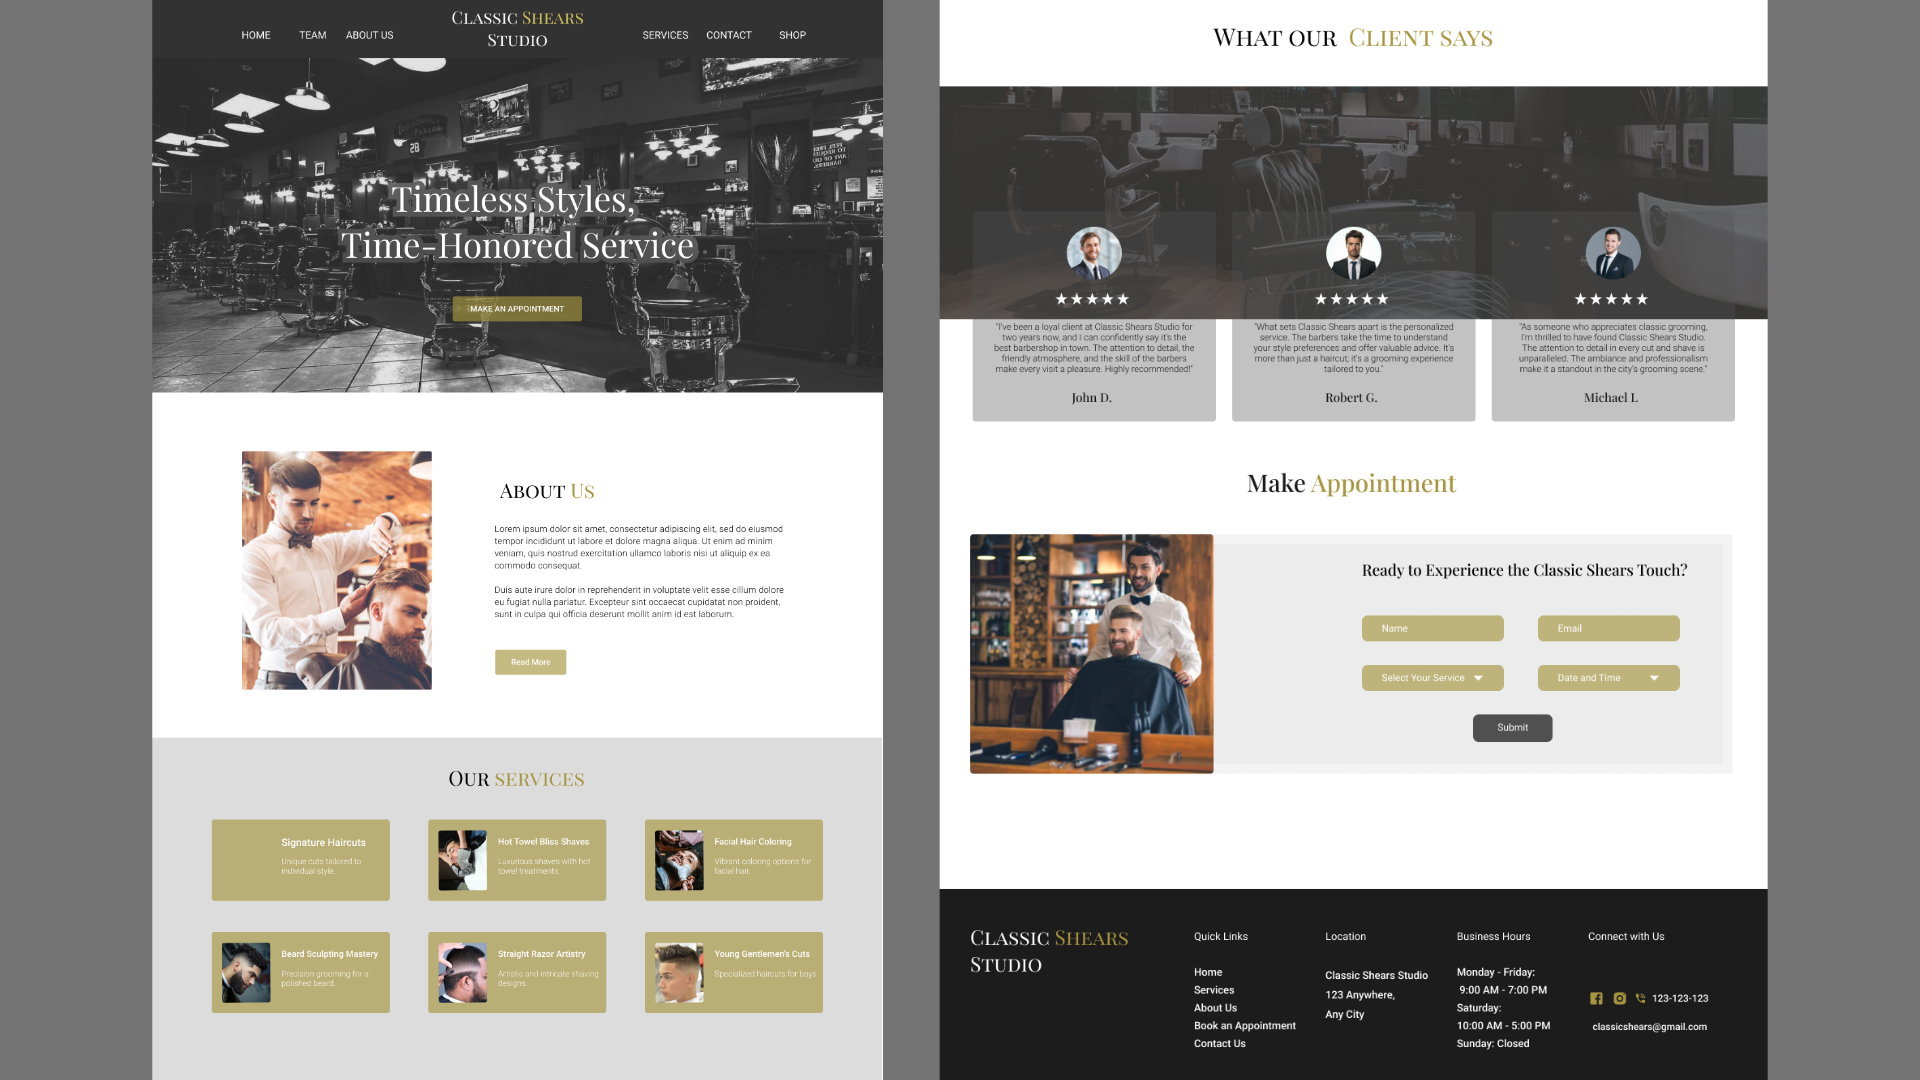 HOME
TEAM
ABOUT US
CLASSIC SHEARS
STUDIO
SERVICES
CONTACT
SHOP
Timeless Styles,
Time-Honored Service
MAKE AN APPOINTMENT
ABOUT US
Lorem ipsum dolor sit amet, consectetur adipiscing elit, sed do eiusmod
tempor incididunt ut labore et dolore magna aliqua. Ut enim ad minim
veniam, quis nostrud exercitation ullamco laboris nisi ut aliquip ex ea
commodo consequat.
Duis aute irure dolor in reprehenderit in voluptate velit esse cillum dolore
eu fugiat nulla pariatur. Excepteur sint occaecat cupidatat non proident,
sunt in culpa qui officia deserunt mollit anim id est laborum.
Read More
OUR SERVICES
Signature Haircuts
Unique cuts tailored to
individual style.
Hot Towel Bliss Shaves
Luxurious shaves with hot
towel treatments.
Facial Hair Coloring
Vibrant coloring options for
facial hair.
Beard Sculpting Mastery
Precision grooming for a
polished beard.
Straight Razor Artistry
Artistic and intricate shaving
designs.
Young Gentlemen's Cuts
Specialized haircuts for boys
WHAT OUR CLIENT SAYS
"I've been a loyal client at Classic Shears Studio for
two years now, and I can confidently say it's the
best barbershop in town. The attention to detail, the
friendly atmosphere, and the skill of the barbers
make every visit a pleasure. Highly recommended!"
John D.
"What sets Classic Shears apart is the personalized
service. The barbers take the time to understand
your style preferences and offer valuable advice. It's
more than just a haircut; it's a grooming experience
tailored to you."
Robert G.
"As someone who appreciates classic grooming,
I'm thrilled to have found Classic Shears Studio.
The attention to detail in every cut and shave is
unparalleled. The ambiance and professionalism
make it a standout in the city's grooming scene."
Michael L
Make Appointment
Ready to Experience the Classic Shears Touch?
Name
Email
Select Your Service
Date and Time
Submit
CLASSIC SHEARS
STUDIO
Quick Links
Home
Services
About Us
Book an Appointment
Contact Us
Location
Classic Shears Studio
123 Anywhere,
Any City
Business Hours
Monday - Friday:
9:00 AM - 7:00 PM
Saturday:
10:00 AM - 5:00 PM
Sunday: Closed
Connect with Us
123-123-123
classicshears@gmail.com